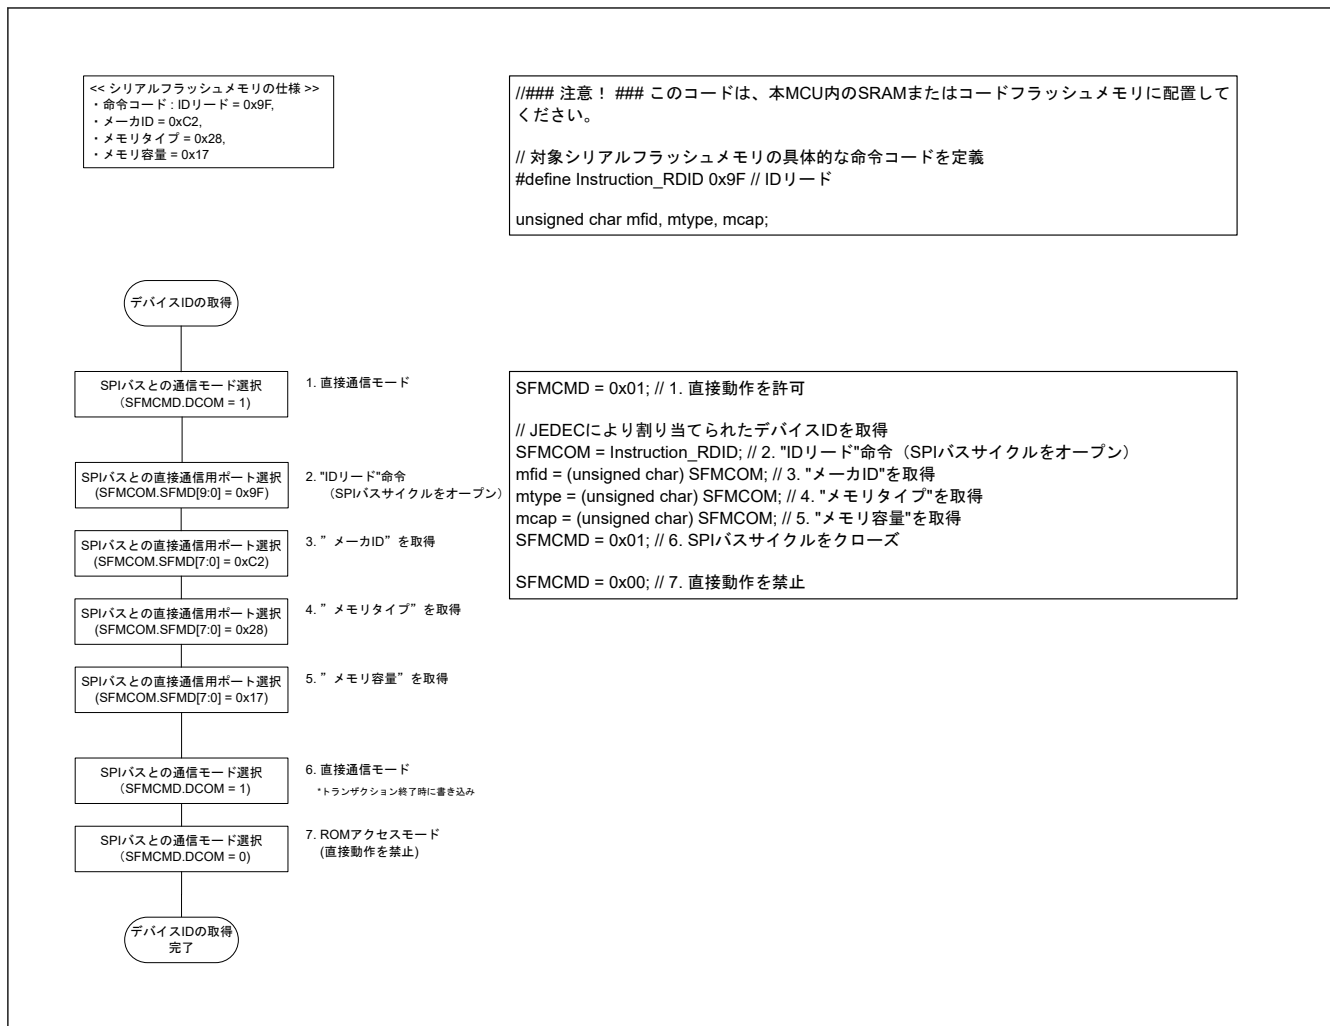 << シリアルフラッシュメモリの仕様 >>
・命令コード : IDリード = 0x9F,
・メーカID = 0xC2,
・メモリタイプ = 0x28,
・メモリ容量 = 0x17
//### 注意！ ### このコードは、本MCU内のSRAMまたはコードフラッシュメモリに配置して
ください。
// 対象シリアルフラッシュメモリの具体的な命令コードを定義
#define Instruction_RDID 0x9F // IDリード
unsigned char mfid, mtype, mcap;
デバイスIDの取得
SPIバスとの通信モード選択
（SFMCMD.DCOM = 1)
1. 直接通信モード
SPIバスとの直接通信用ポート選択
(SFMCOM.SFMD[9:0] = 0x9F)
2. "IDリード"命令
（SPIバスサイクルをオープン）
SPIバスとの直接通信用ポート選択
(SFMCOM.SFMD[7:0] = 0xC2)
3. ”メーカID”を取得
SPIバスとの直接通信用ポート選択
(SFMCOM.SFMD[7:0] = 0x28)
4. ”メモリタイプ”を取得
SPIバスとの直接通信用ポート選択
(SFMCOM.SFMD[7:0] = 0x17)
5. ”メモリ容量”を取得
SPIバスとの通信モード選択
（SFMCMD.DCOM = 1)
6. 直接通信モード
*トランザクション終了時に書き込み
SPIバスとの通信モード選択
（SFMCMD.DCOM = 0)
7. ROMアクセスモード
(直接動作を禁止)
デバイスIDの取得
完了
SFMCMD = 0x01; // 1. 直接動作を許可
// JEDECにより割り当てられたデバイスIDを取得
SFMCOM = Instruction_RDID; // 2. "IDリード"命令（SPIバスサイクルをオープン）
mfid = (unsigned char) SFMCOM; // 3. "メーカID"を取得
mtype = (unsigned char) SFMCOM; // 4. "メモリタイプ"を取得
mcap = (unsigned char) SFMCOM; // 5. "メモリ容量"を取得
SFMCMD = 0x01; // 6. SPIバスサイクルをクローズ
SFMCMD = 0x00; // 7. 直接動作を禁止